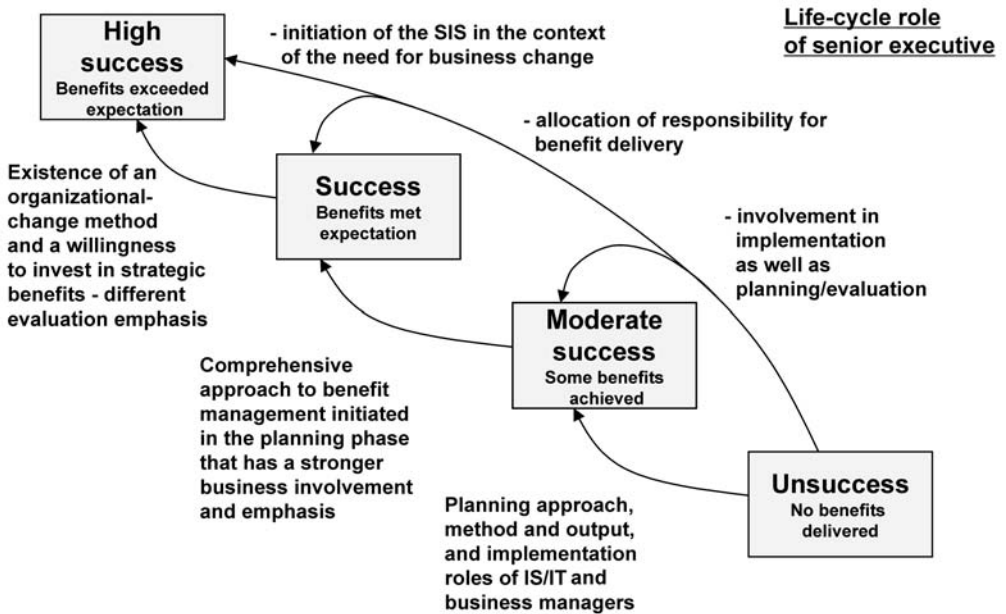 Life-cycle role
of senior executive
High
success
Benefits exceeded
expectation
- initiation of the SIS in the context
of the need for business change
- allocation of responsibility for
benefit delivery
Existence of an
organizational-
change method
and a willingness
to invest in strategic
benefits - different
evaluation emphasis
Success
Benefits met
expectation
- involvement in
implementation
as well as
planning/evaluation
Moderate
success
Some benefits
achieved
Comprehensive
approach to benefit
management initiated
in the planning phase
that has a stronger
business involvement
and emphasis
Unsuccess
No benefits
delivered
Planning approach,
method and output,
and implementation
roles of IS/IT and
business managers